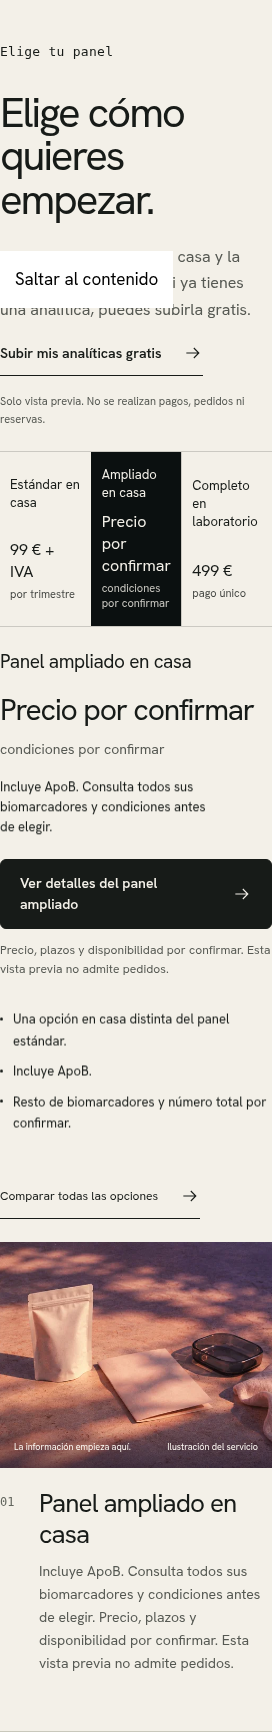 Elige tu panel
Elige cómo
quieres
empezar.
casa y la
Saltar al contenido
i ya tienes
una analítica, puedes subirla gratis.
Subir mis analíticas gratis →
Solo vista previa. No se realizan pagos, pedidos ni
reservas.
Estándar en
casa
99 € +
IVA
por trimestre
Ampliado
en casa
Precio
por
confirmar
condiciones
por confirmar
Completo
en
laboratorio
499 €
pago único
Panel ampliado en casa
Precio por confirmar
condiciones por confirmar
Incluye ApoB. Consulta todos sus
biomarcadores y condiciones antes
de elegir.
Ver detalles del panel
ampliado →
Precio, plazos y disponibilidad por confirmar. Esta
vista previa no admite pedidos.
• Una opción en casa distinta del panel
estándar.
• Incluye ApoB.
• Resto de biomarcadores y número total por
confirmar.
Comparar todas las opciones →
La información empieza aquí.
Ilustración del servicio
01
Panel ampliado en
casa
Incluye ApoB. Consulta todos sus
biomarcadores y condiciones antes
de elegir. Precio, plazos y
disponibilidad por confirmar. Esta
vista previa no admite pedidos.